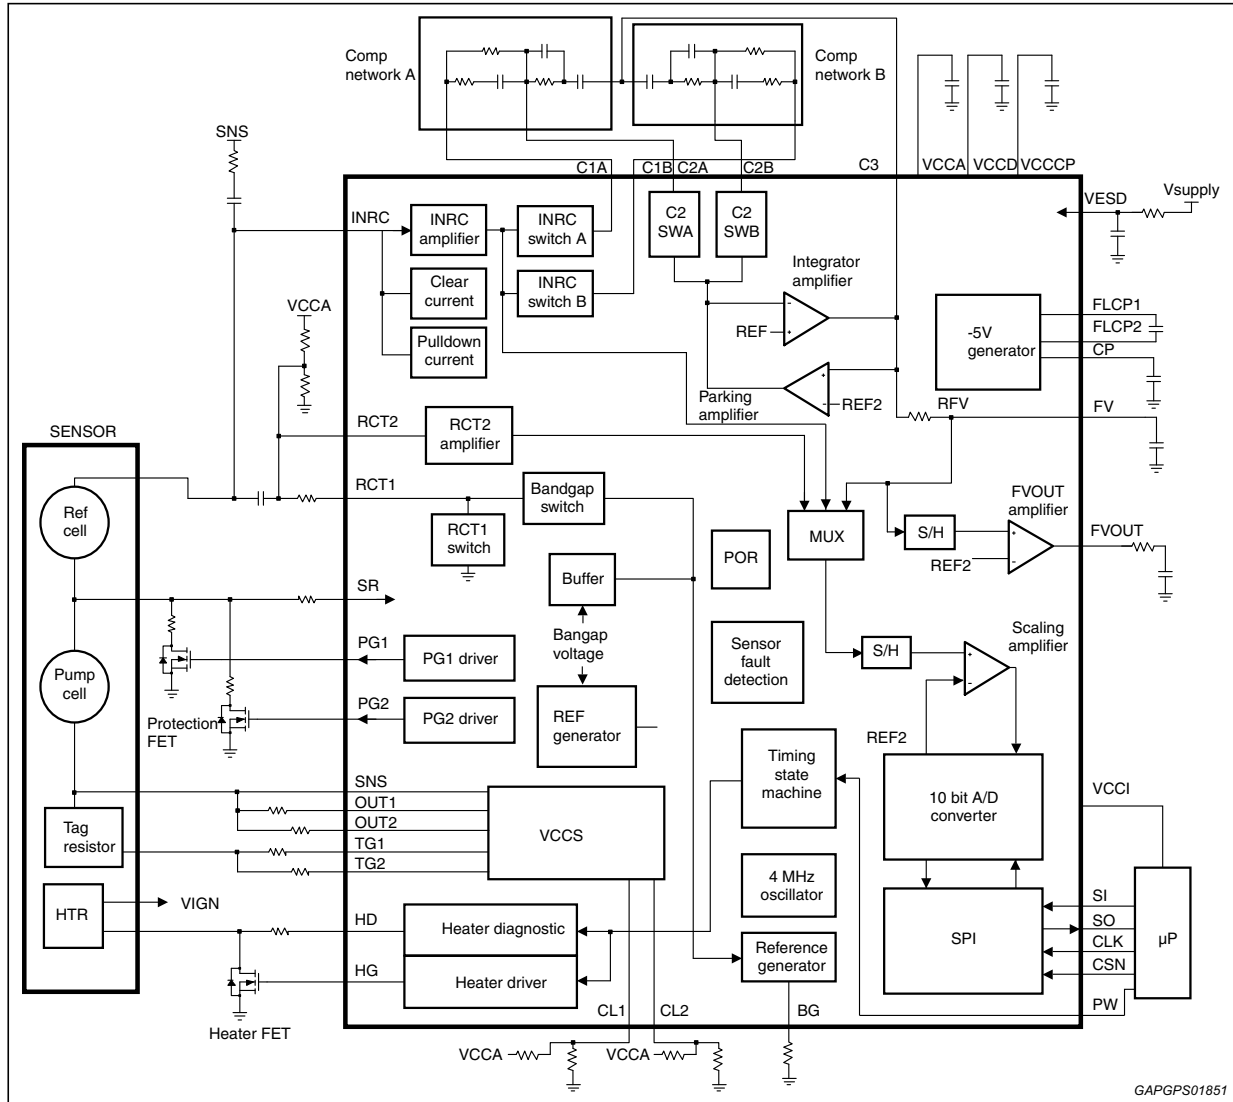 Comp
network A
Comp
network B
SNS
C1A
C1B
C2A
C2B
C3
VCCA
VCCD
VCCCP
VESD
Vsupply
INRC
INRC
amplifier
INRC
switch A
C2
SWA
C2
SWB
Clear
current
INRC
switch B
Integrator
amplifier
REF
-5V
generator
FLCP1
FLCP2
CP
VCCA
Pulldown
current
Parking
amplifier
REF2
RFV
FV
SENSOR
RCT2
RCT2
amplifier
Ref
cell
RCT1
Bandgap
switch
RCT1
switch
MUX
S/H
FVOUT
amplifier
FVOUT
REF2
POR
SR
Buffer
Bangap
voltage
PG1
PG1 driver
Sensor
fault
detection
S/H
Scaling
amplifier
Pump
cell
Protection
FET
PG2
PG2 driver
REF
generator
REF2
Timing
state
machine
10 bit A/D
converter
VCCI
SNS
OUT1
OUT2
TG1
TG2
VCCS
Tag
resistor
4 MHz
oscillator
HTR
VIGN
HD
Heater diagnostic
HG
Heater driver
Reference
generator
SPI
SI
SO
CLK
CSN
PW
µP
Heater FET
CL1
CL2
BG
VCCA
VCCA
GAPGPS01851